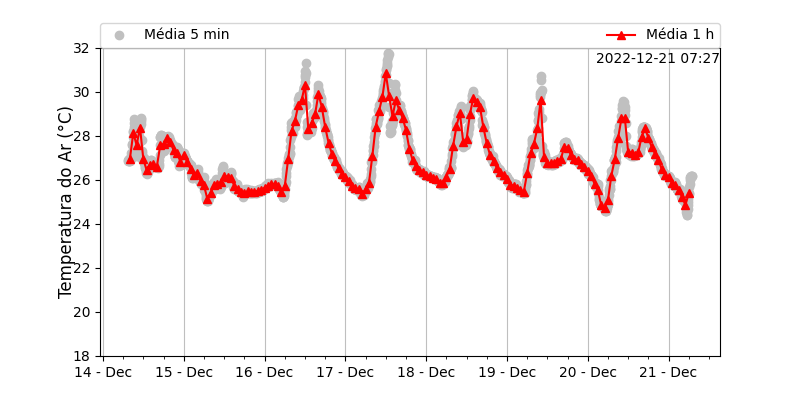 Média 5 min
Média 1 h
2022-12-21 07:27
Temperatura do Ar (°C)
32
30
28
26
24
22
20
18
14 - Dec
15 - Dec
16 - Dec
17 - Dec
18 - Dec
19 - Dec
20 - Dec
21 - Dec